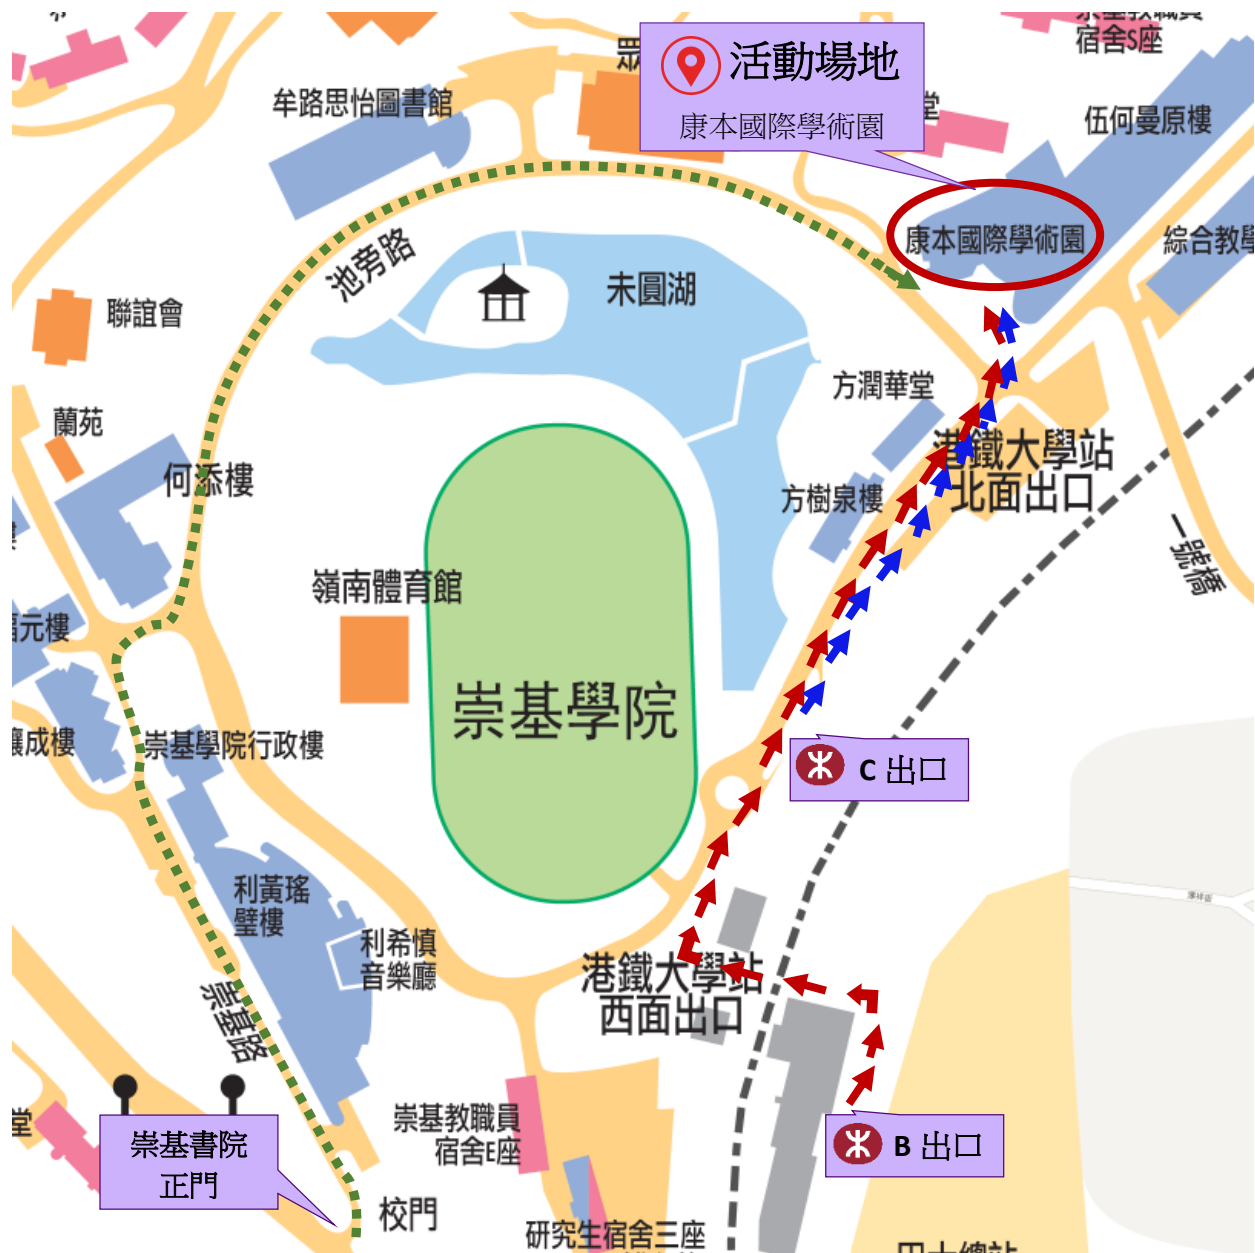 宿舍S座
活動場地
康本國際學術園
牟路思怡圖書館
眾
堂
伍何曼原樓
康本國際學術園
綜合教學
池旁路
未圓湖
聯誼會
方潤華堂
蘭苑
何添樓
港鐵大學站
北面出口
方樹泉樓
一號橋
嶺南體育館
元樓
崇基學院
成樓
崇基學院行政樓
C 出口
利黃瑤
璧樓
利希慎
音樂廳
港鐵大學站
西面出口
崇基路
堂
崇基教職員
宿舍E座
B 出口
崇基書院
正門
校門
研究生宿舍三座